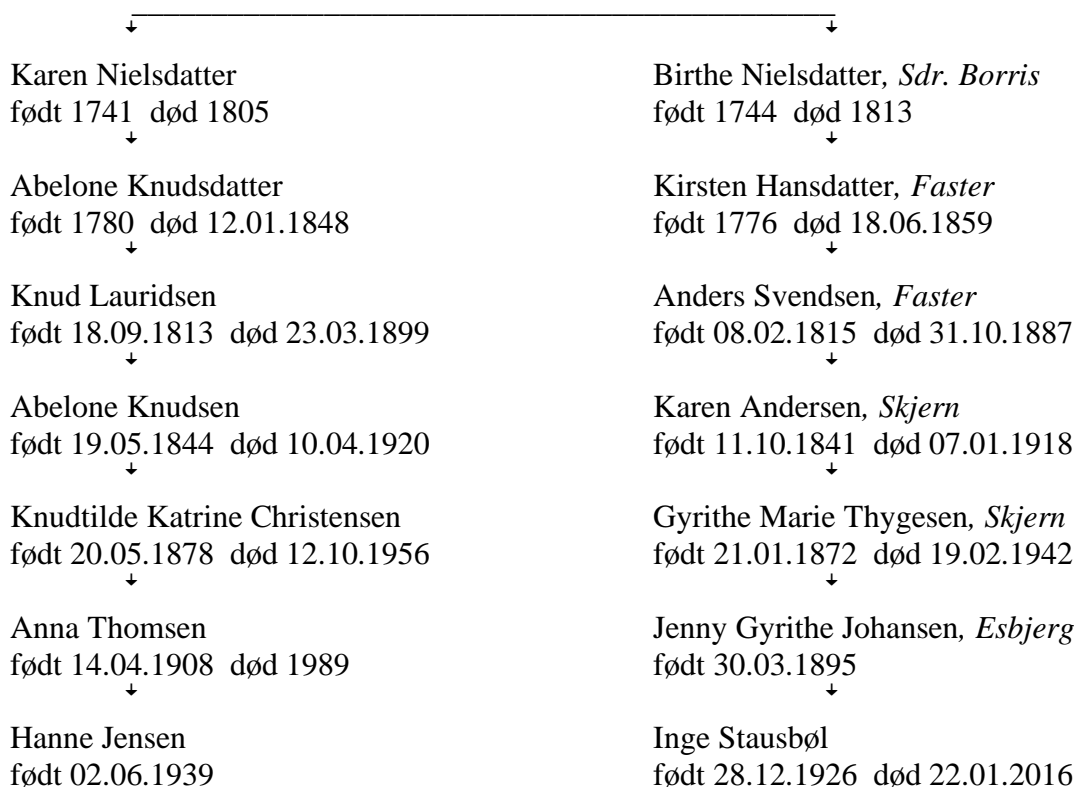 Karen Nielsdatter
født 1741 død 1805
Abelone Knudsdatter
født 1780 død 12.01.1848
Knud Lauridsen
født 18.09.1813 død 23.03.1899
Abelone Knudsen
født 19.05.1844 død 10.04.1920
Knudtilde Katrine Christensen
født 20.05.1878 død 12.10.1956
Anna Thomsen
født 14.04.1908 død 1989
Hanne Jensen
født 02.06.1939
Birthe Nielsdatter, Sdr. Borris
født 1744 død 1813
Kirsten Hansdatter, Faster
født 1776 død 18.06.1859
Anders Svendsen, Faster
født 08.02.1815 død 31.10.1887
Karen Andersen, Skjern
født 11.10.1841 død 07.01.1918
Gyrithe Marie Thygesen, Skjern
født 21.01.1872 død 19.02.1942
Jenny Gyrithe Johansen, Esbjerg
født 30.03.1895
Inge Stausbøl
født 28.12.1926 død 22.01.2016